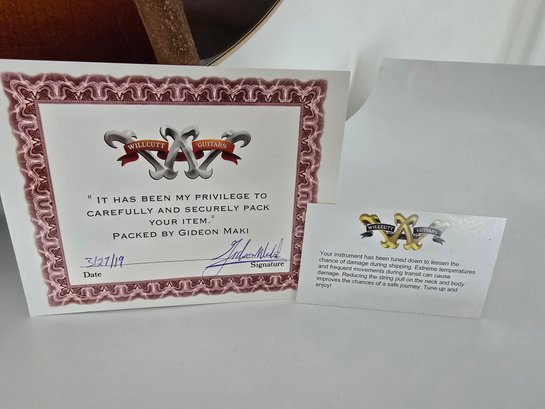 WILLCUTT GUITARS
" IT HAS BEEN MY PRIVILEGE TO
CAREFULLY AND SECURELY PACK
YOUR ITEM."
PACKED BY GIDEON MAKI
3/27/19 Gideon Maki
Date Signature
WILLCUTT GUITARS
Your instrument has been tuned down to lessen the
chance of damage during shipping. Extreme temperatures
and frequent movements during transit can cause
damage. Reducing the string pull on the neck and body
improves the chances of a safe journey. Tune up and
enjoy!